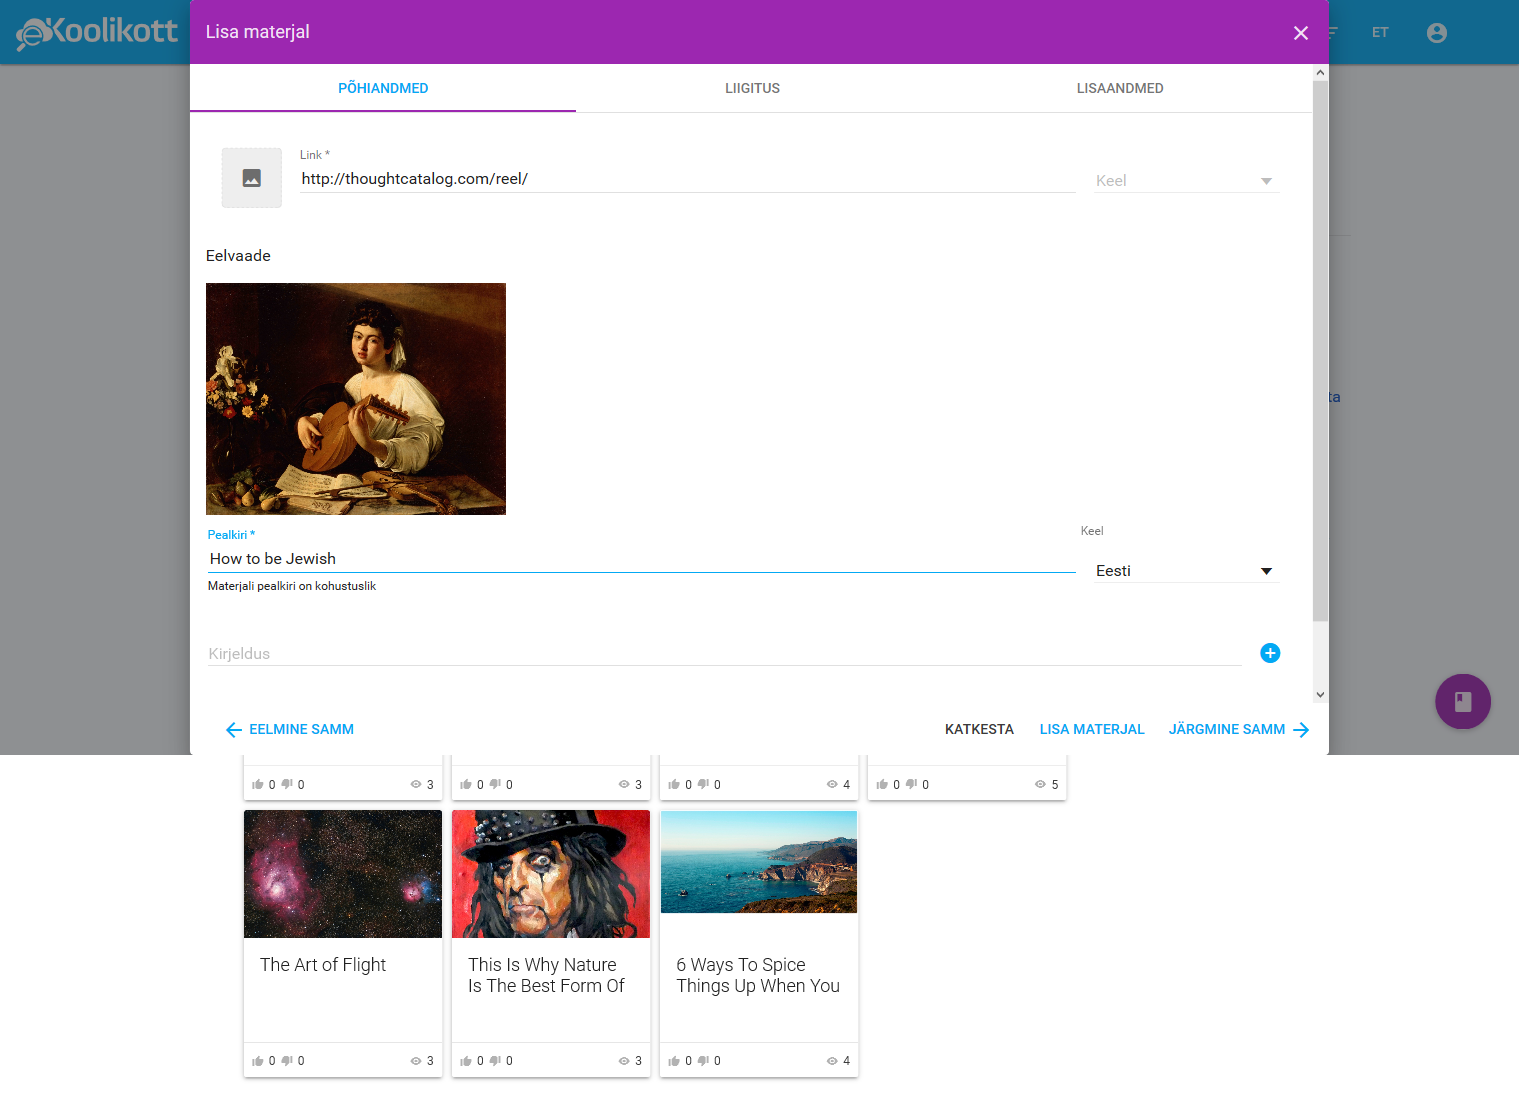 eKoolikott
Lisa materjal
ET
PÕHIANDMED
LIIGITUS
LISAANDMED
Link *
http://thoughtcatalog.com/reel/
Keel
Eelvaade
ta
Pealkiri *
Keel
How to be Jewish
Eesti
Materjali pealkiri on kohustuslik
Kirjeldus
EELMINE SAMM
KATKESTA
LISA MATERJAL
JÄRGMINE SAMM
0 0 3
0 0 3
0 0 4
0 0 5
The Art of Flight
This Is Why Nature
Is The Best Form Of
6 Ways To Spice
Things Up When You
0 0 3
0 0 3
0 0 4